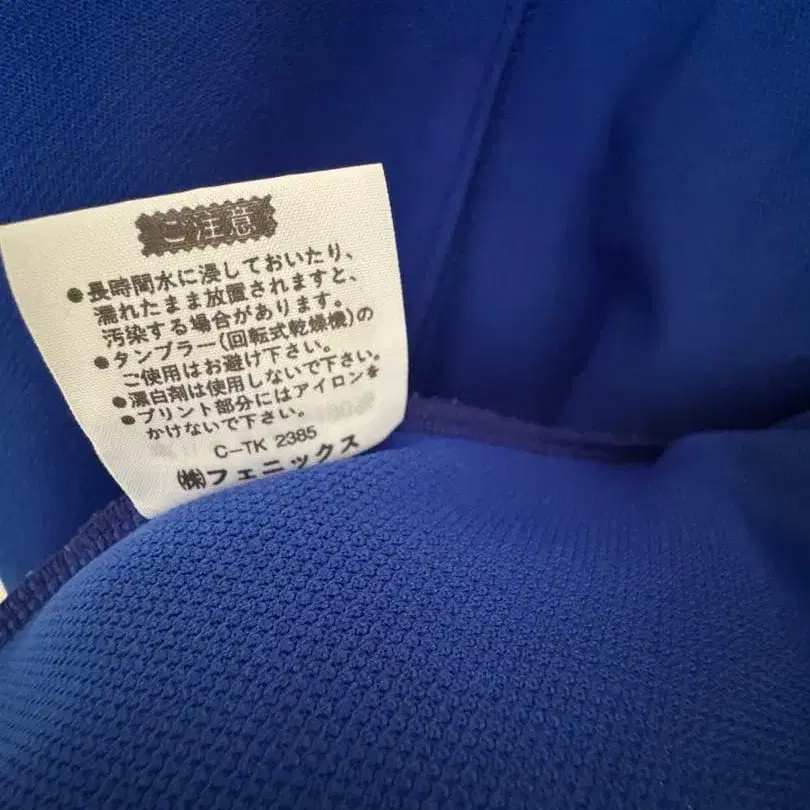 ご注意
●長時間水に浸しておいたり、
濡れたまま放置されますと、
汚染する場合があります。
●タンブラー(回転式乾燥機)の
ご使用はお避け下さい。
●漂白剤は使用しないで下さい。
●プリント部分にはアイロンを
かけないで下さい。
C-TK 2385
㈱フェニックス